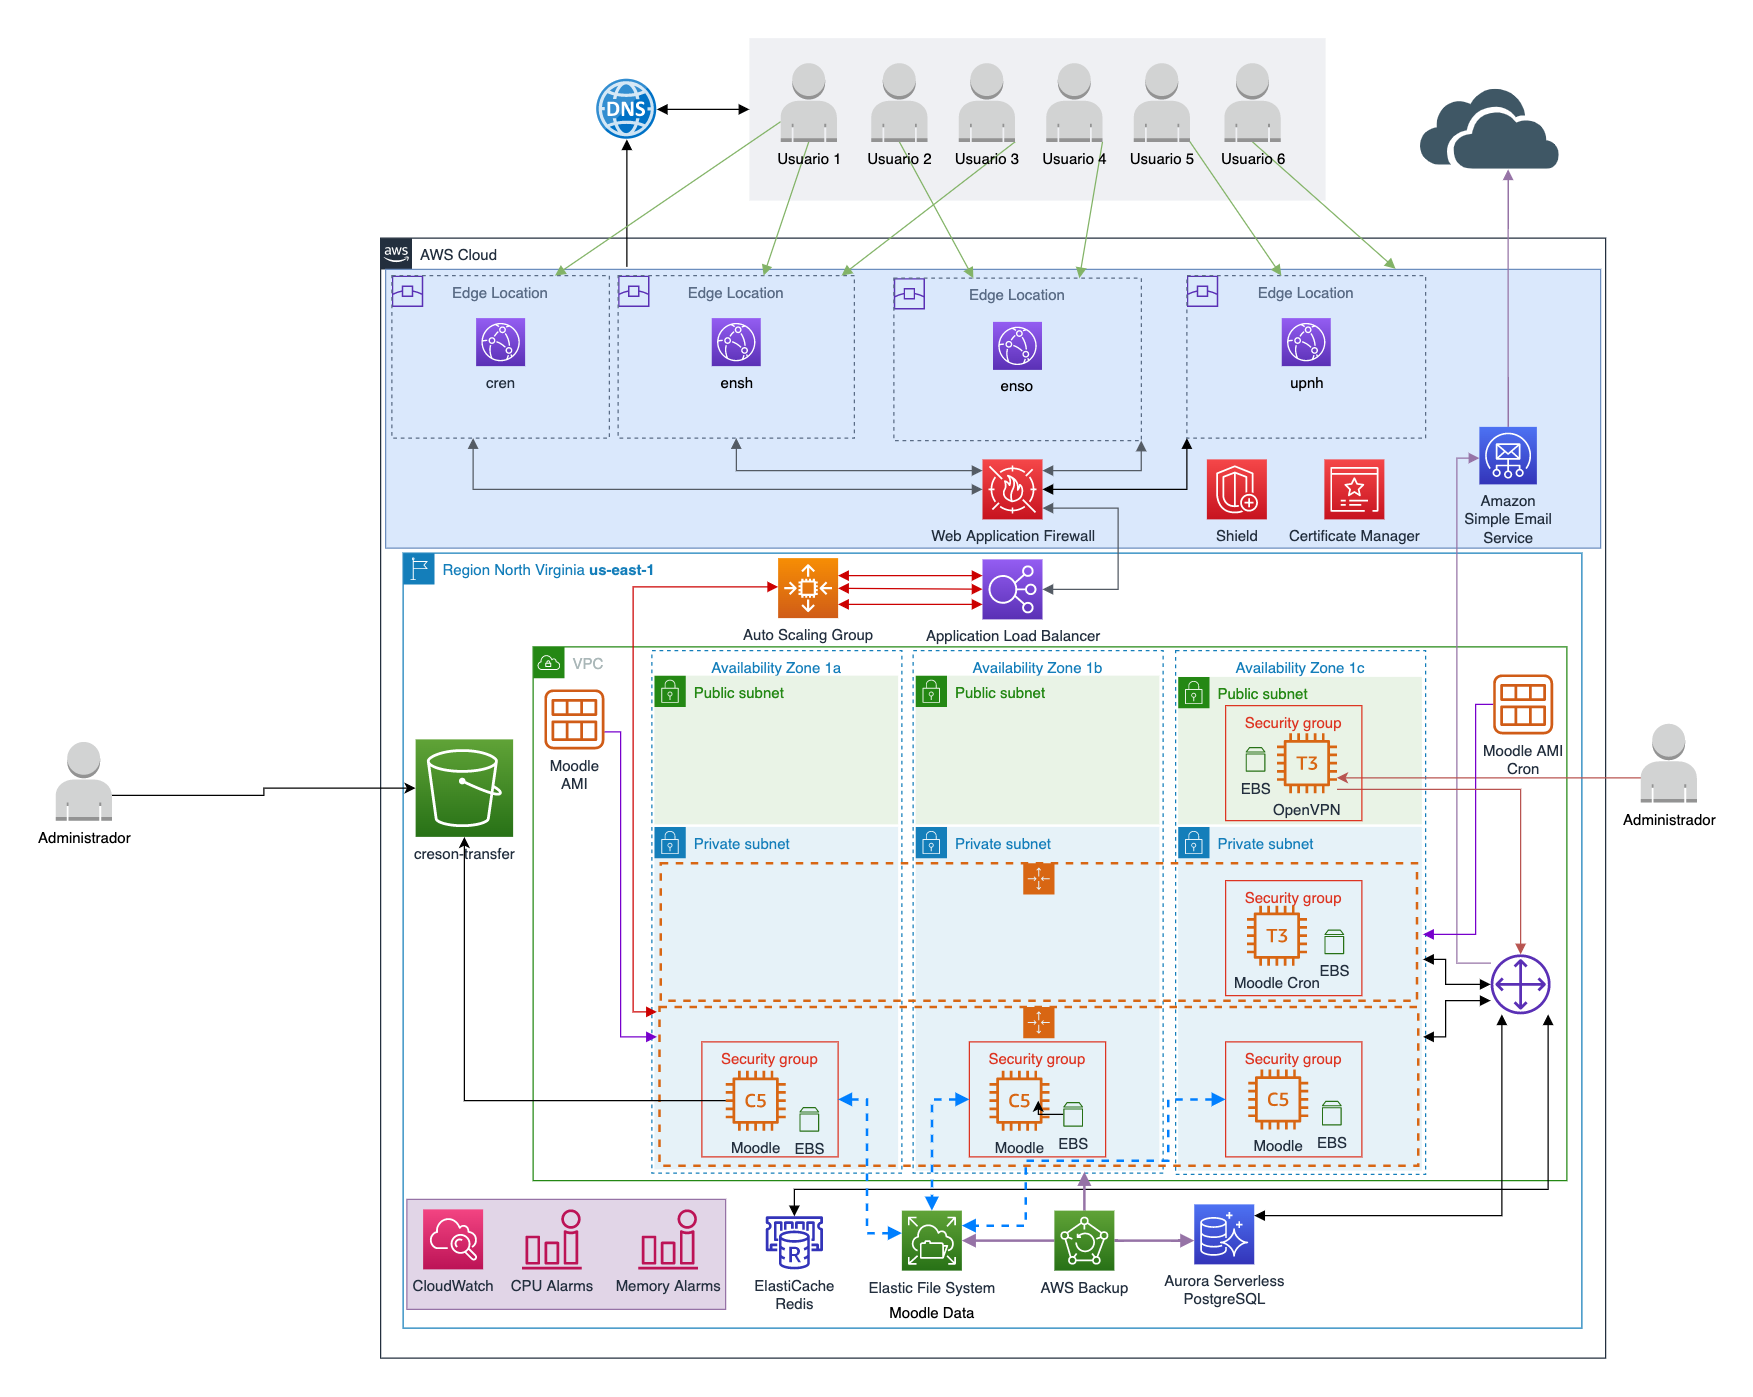 DNS
Usuario 1
Usuario 2
Usuario 3
Usuario 4
Usuario 5
Usuario 6
aws
AWS Cloud
Edge Location
Edge Location
Edge Location
Edge Location
cren
ensh
enso
upnh
Web Application Firewall
Shield
Certificate Manager
Amazon
Simple Email
Service
Region North Virginia us-east-1
Auto Scaling Group
Application Load Balancer
VPC
Availability Zone 1a
Availability Zone 1b
Availability Zone 1c
Public subnet
Public subnet
Public subnet
Security group
T3
EBS
OpenVPN
Moodle
AMI
Moodle AMI
Cron
Administrador
creson-transfer
Administrador
Private subnet
Private subnet
Private subnet
Security group
T3
Moodle Cron
EBS
Security group
C5
Moodle
EBS
Security group
C5
Moodle
EBS
Security group
C5
Moodle
EBS
CloudWatch
CPU Alarms
Memory Alarms
R
ElastiCache
Redis
Elastic File System
Moodle Data
AWS Backup
Aurora Serverless
PostgreSQL